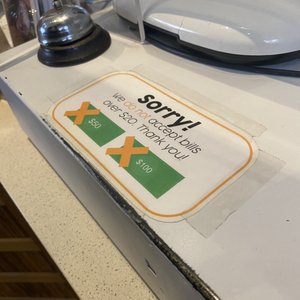 sorry!
we do not accept bills
over $20. Thank you!
$50
$100